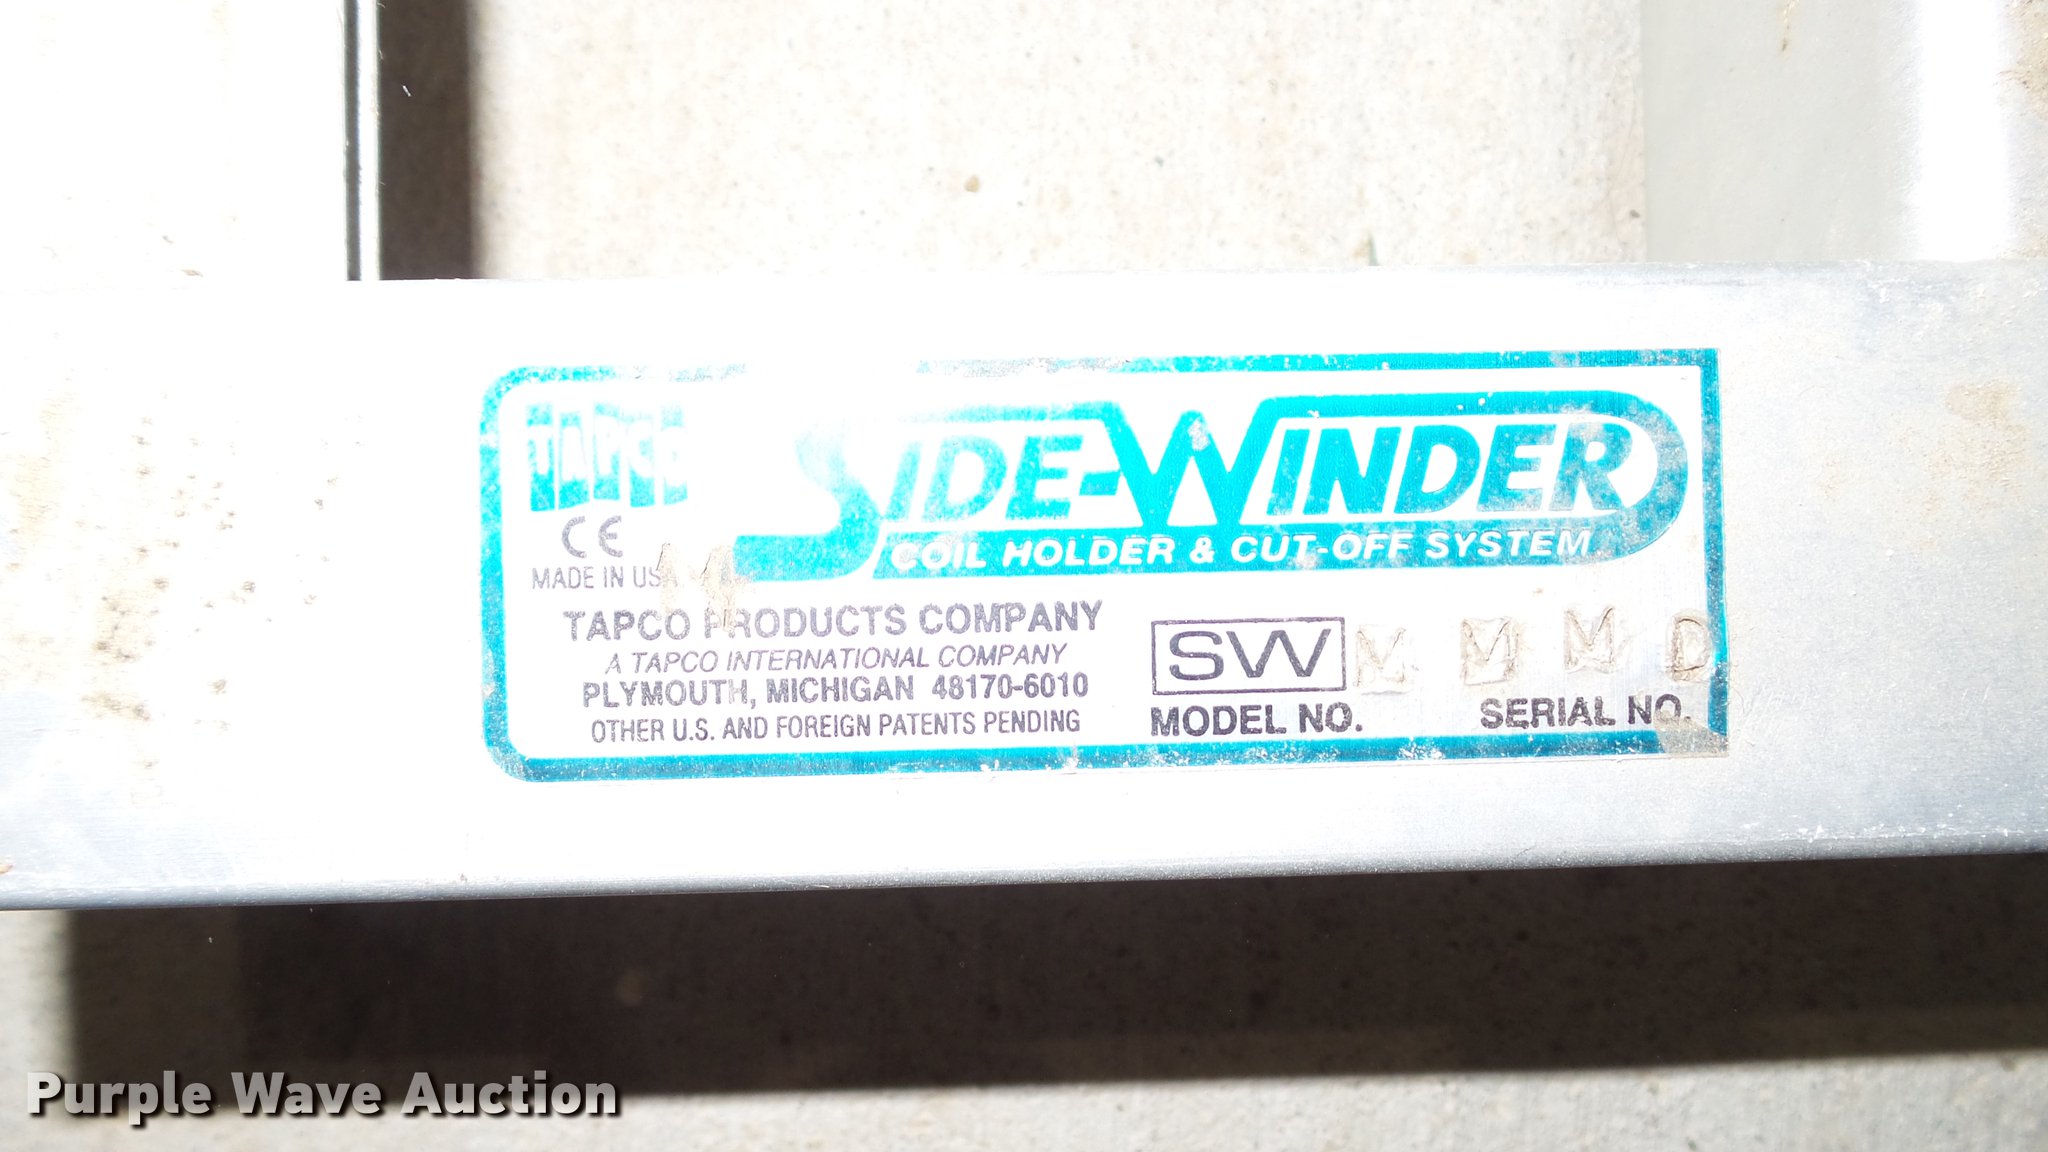 TAPCO
SIDE-WINDER
COIL HOLDER & CUT-OFF SYSTEM
CE
MADE IN USA
TAPCO PRODUCTS COMPANY
A TAPCO INTERNATIONAL COMPANY
PLYMOUTH, MICHIGAN 48170-6010
OTHER U.S. AND FOREIGN PATENTS PENDING
SW M M M D
MODEL NO. SERIAL NO.
Purple Wave Auction